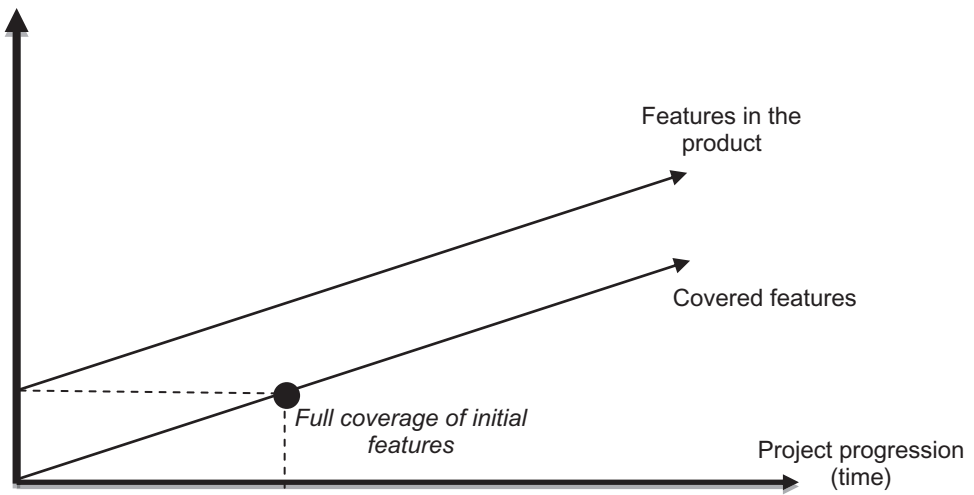 Features in the
product
Covered features
Full coverage of initial
features
Project progression
(time)